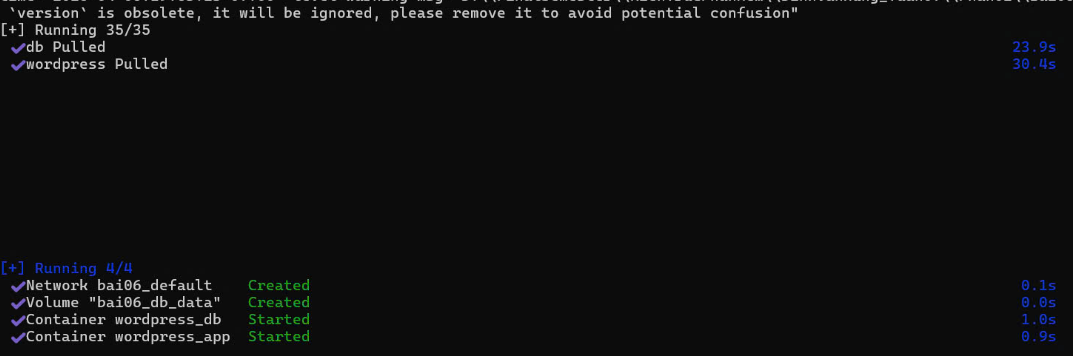 `version` is obsolete, it will be ignored, please remove it to avoid potential confusion"
[+] Running 35/35
✔db Pulled 23.9s
✔wordpress Pulled 30.4s
[+] Running 4/4
✔Network bai06_default Created 0.1s
✔Volume "bai06_db_data" Created 0.0s
✔Container wordpress_db Started 1.0s
✔Container wordpress_app Started 0.9s